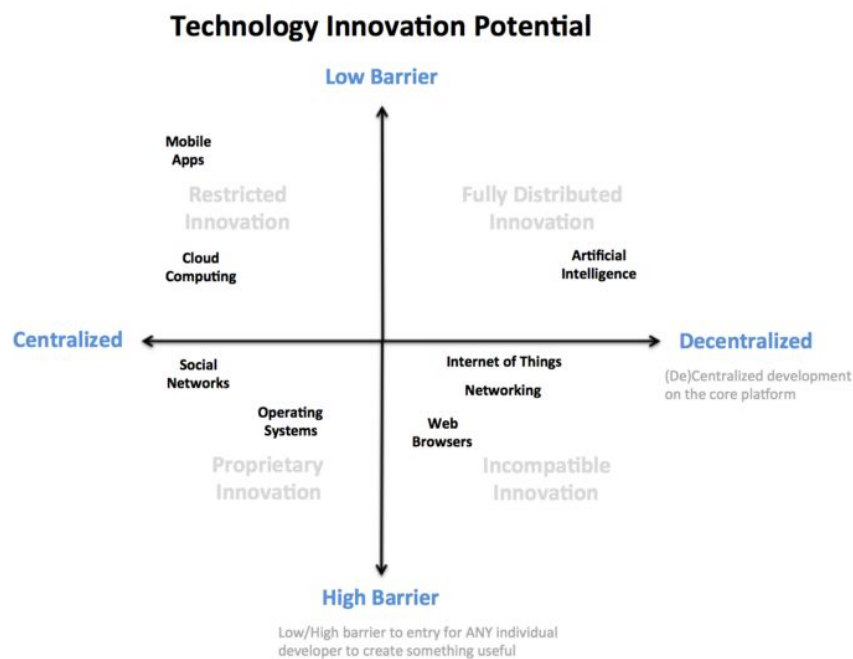 Technology Innovation Potential
Low Barrier
Mobile
Apps
Restricted
Innovation
Fully Distributed
Innovation
Cloud
Computing
Artificial
Intelligence
Centralized
Decentralized
(De)Centralized development
on the core platform
Social
Networks
Internet of Things
Networking
Operating
Systems
Web
Browsers
Proprietary
Innovation
Incompatible
Innovation
High Barrier
Low/High barrier to entry for ANY individual
developer to create something useful